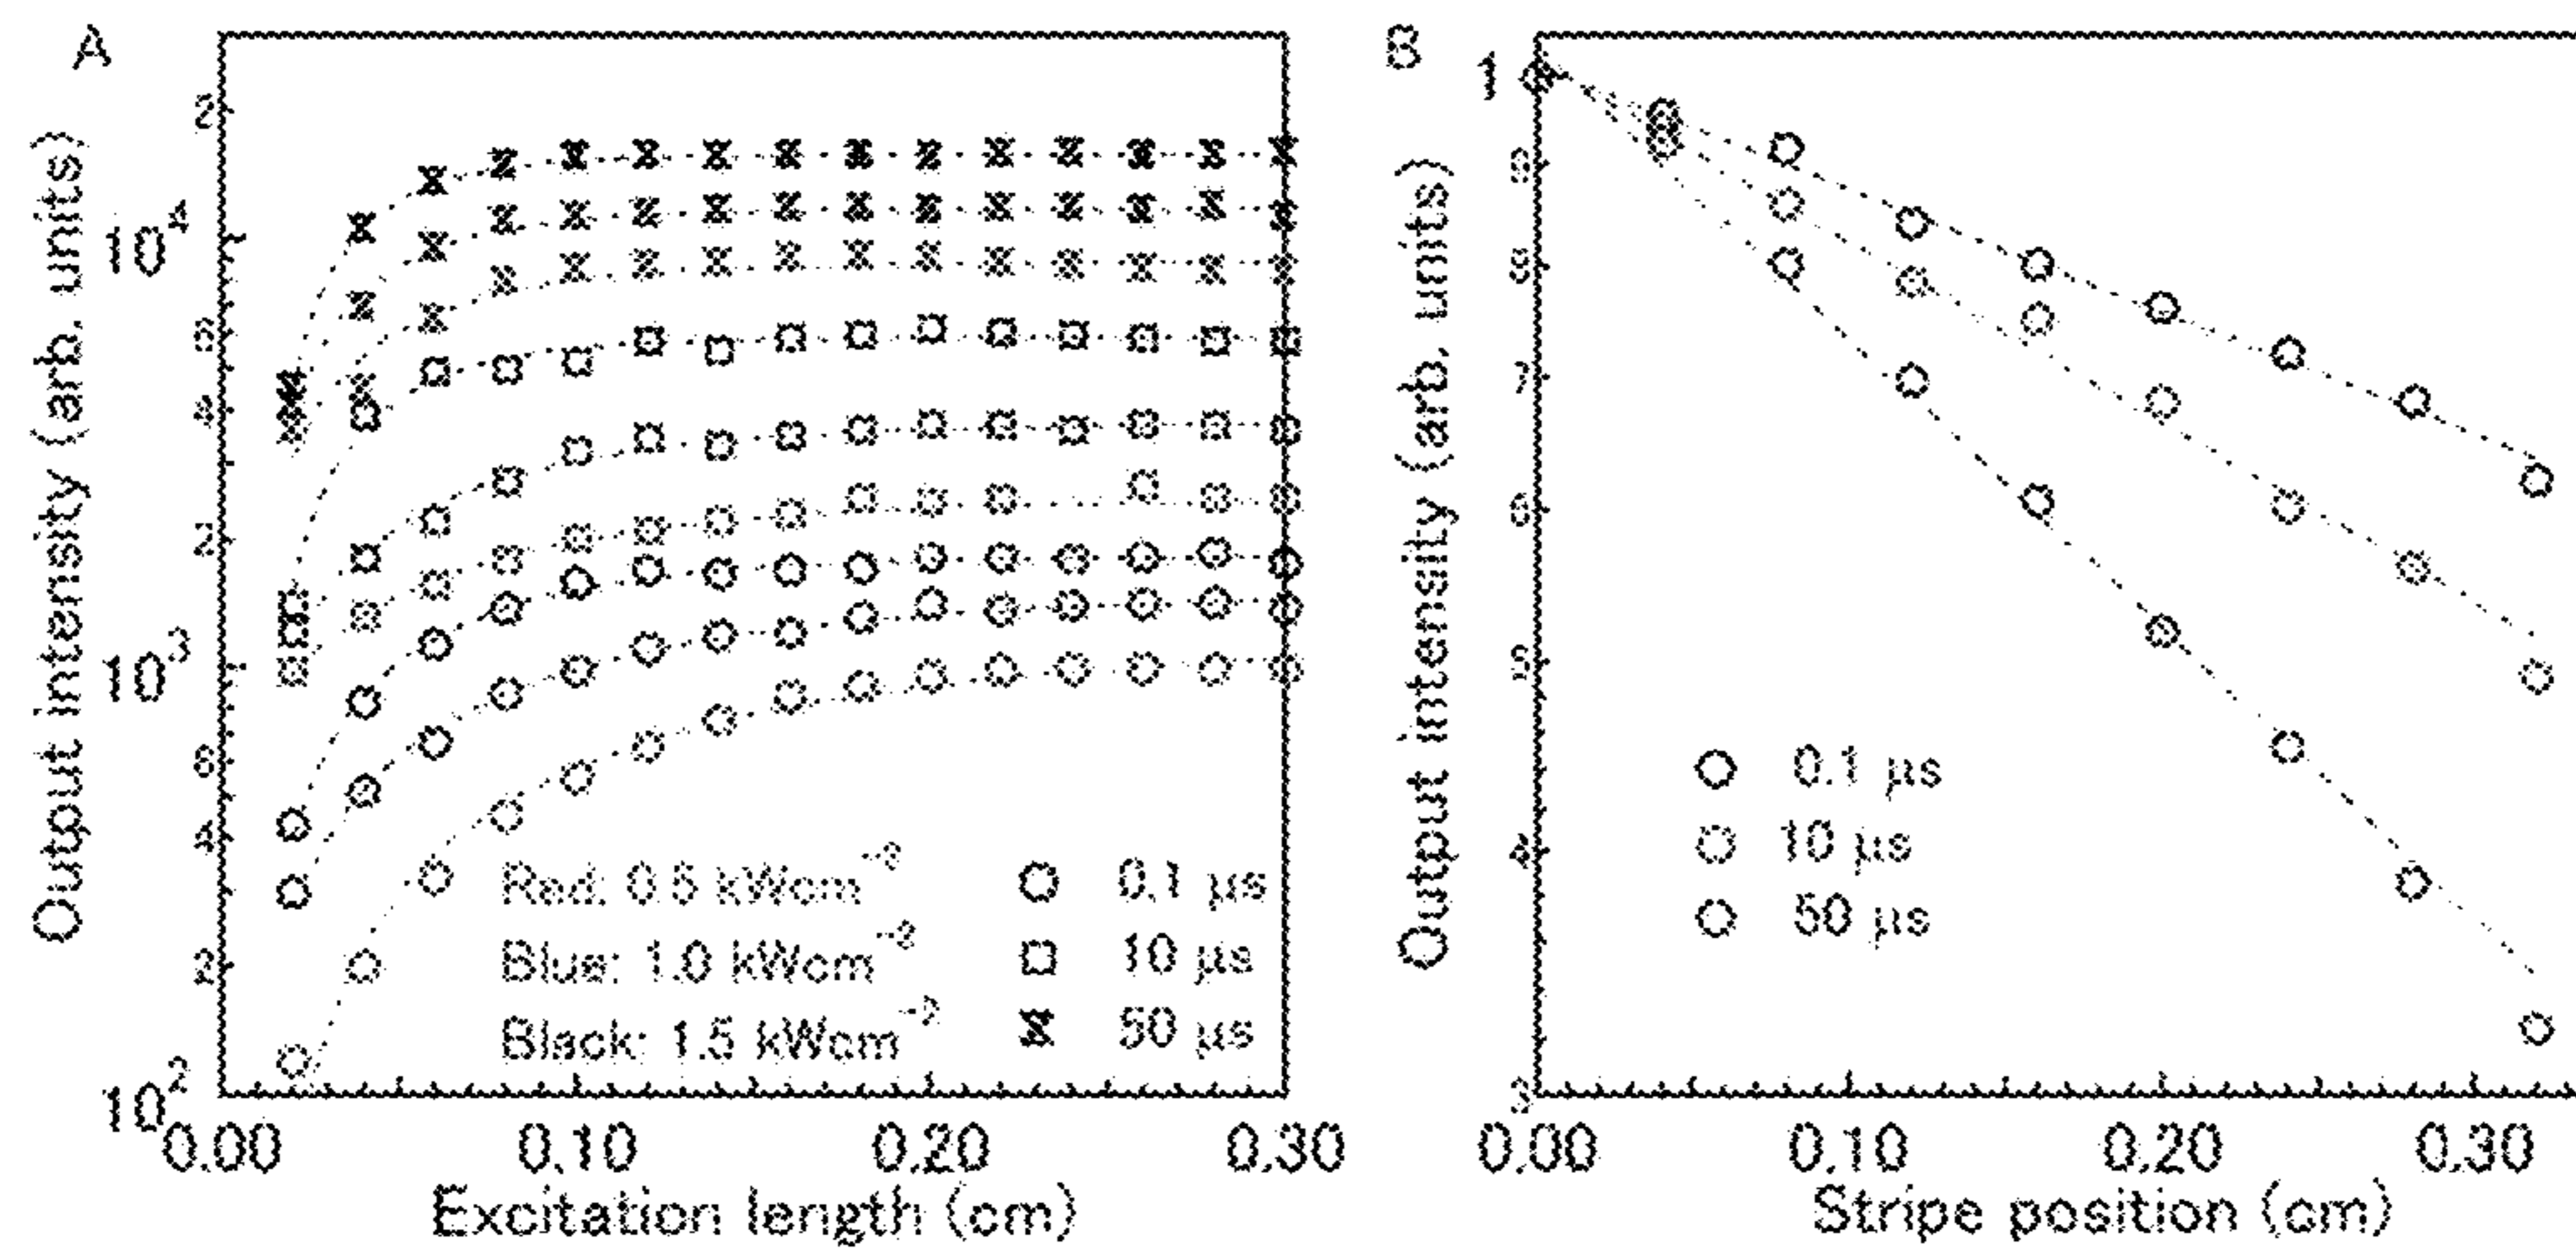 A
Output intensity (arb. units)
2
10^4
6
4
2
10^3
6
4
2
10^2
0.00 0.10 0.20 0.30
Excitation length (cm)
Red: 0.5 kWcm^-2
Blue: 1.0 kWcm^-2
Black: 1.5 kWcm^-2
0.1 µs
10 µs
50 µs
B
Output intensity (arb. units)
1
9
8
7
6
5
4
3
0.00 0.10 0.20 0.30
Stripe position (cm)
0.1 µs
10 µs
50 µs